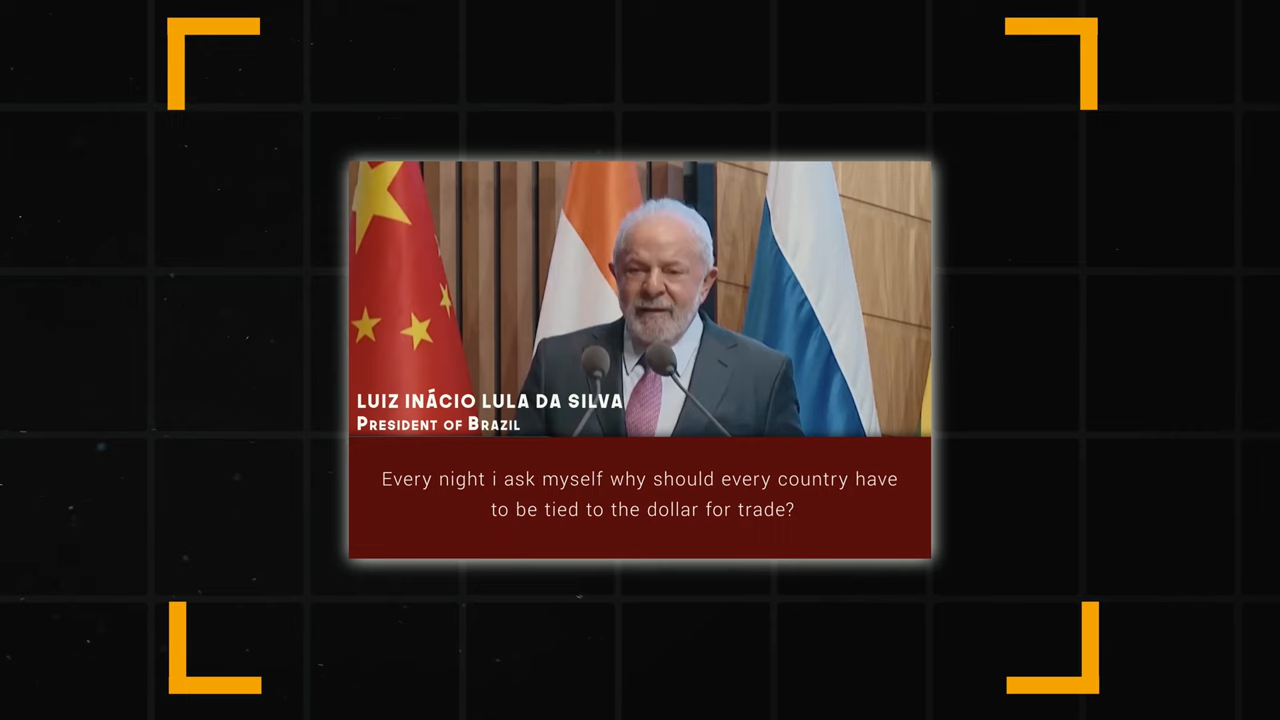 LUIZ INÁCIO LULA DA SILVA
PRESIDENT OF BRAZIL
Every night i ask myself why should every country have
to be tied to the dollar for trade?